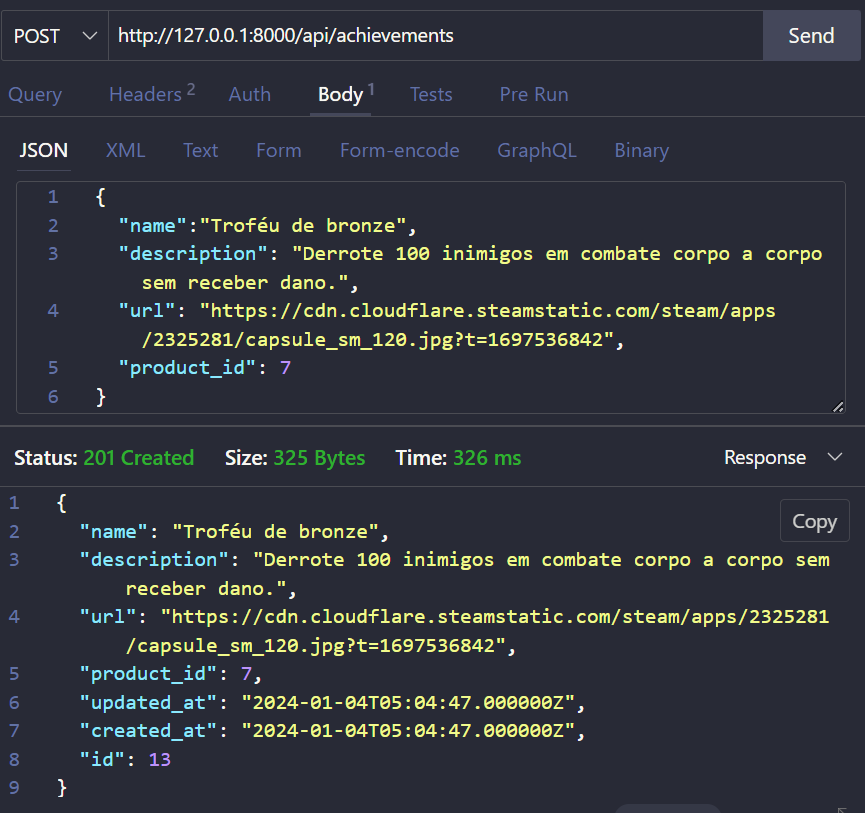 POST http://127.0.0.1:8000/api/achievements Send
Query Headers 2 Auth Body 1 Tests Pre Run
JSON XML Text Form Form-encode GraphQL Binary
1 {
2 "name":"Troféu de bronze",
3 "description": "Derrote 100 inimigos em combate corpo a corpo
sem receber dano.",
4 "url": "https://cdn.cloudflare.steamstatic.com/steam/apps
/2325281/capsule_sm_120.jpg?t=1697536842",
5 "product_id": 7
6 }
Status: 201 Created Size: 325 Bytes Time: 326 ms Response
1 {
Copy
2 "name": "Troféu de bronze",
3 "description": "Derrote 100 inimigos em combate corpo a corpo sem
receber dano.",
4 "url": "https://cdn.cloudflare.steamstatic.com/steam/apps/2325281
/capsule_sm_120.jpg?t=1697536842",
5 "product_id": 7,
6 "updated_at": "2024-01-04T05:04:47.000000Z",
7 "created_at": "2024-01-04T05:04:47.000000Z",
8 "id": 13
9 }